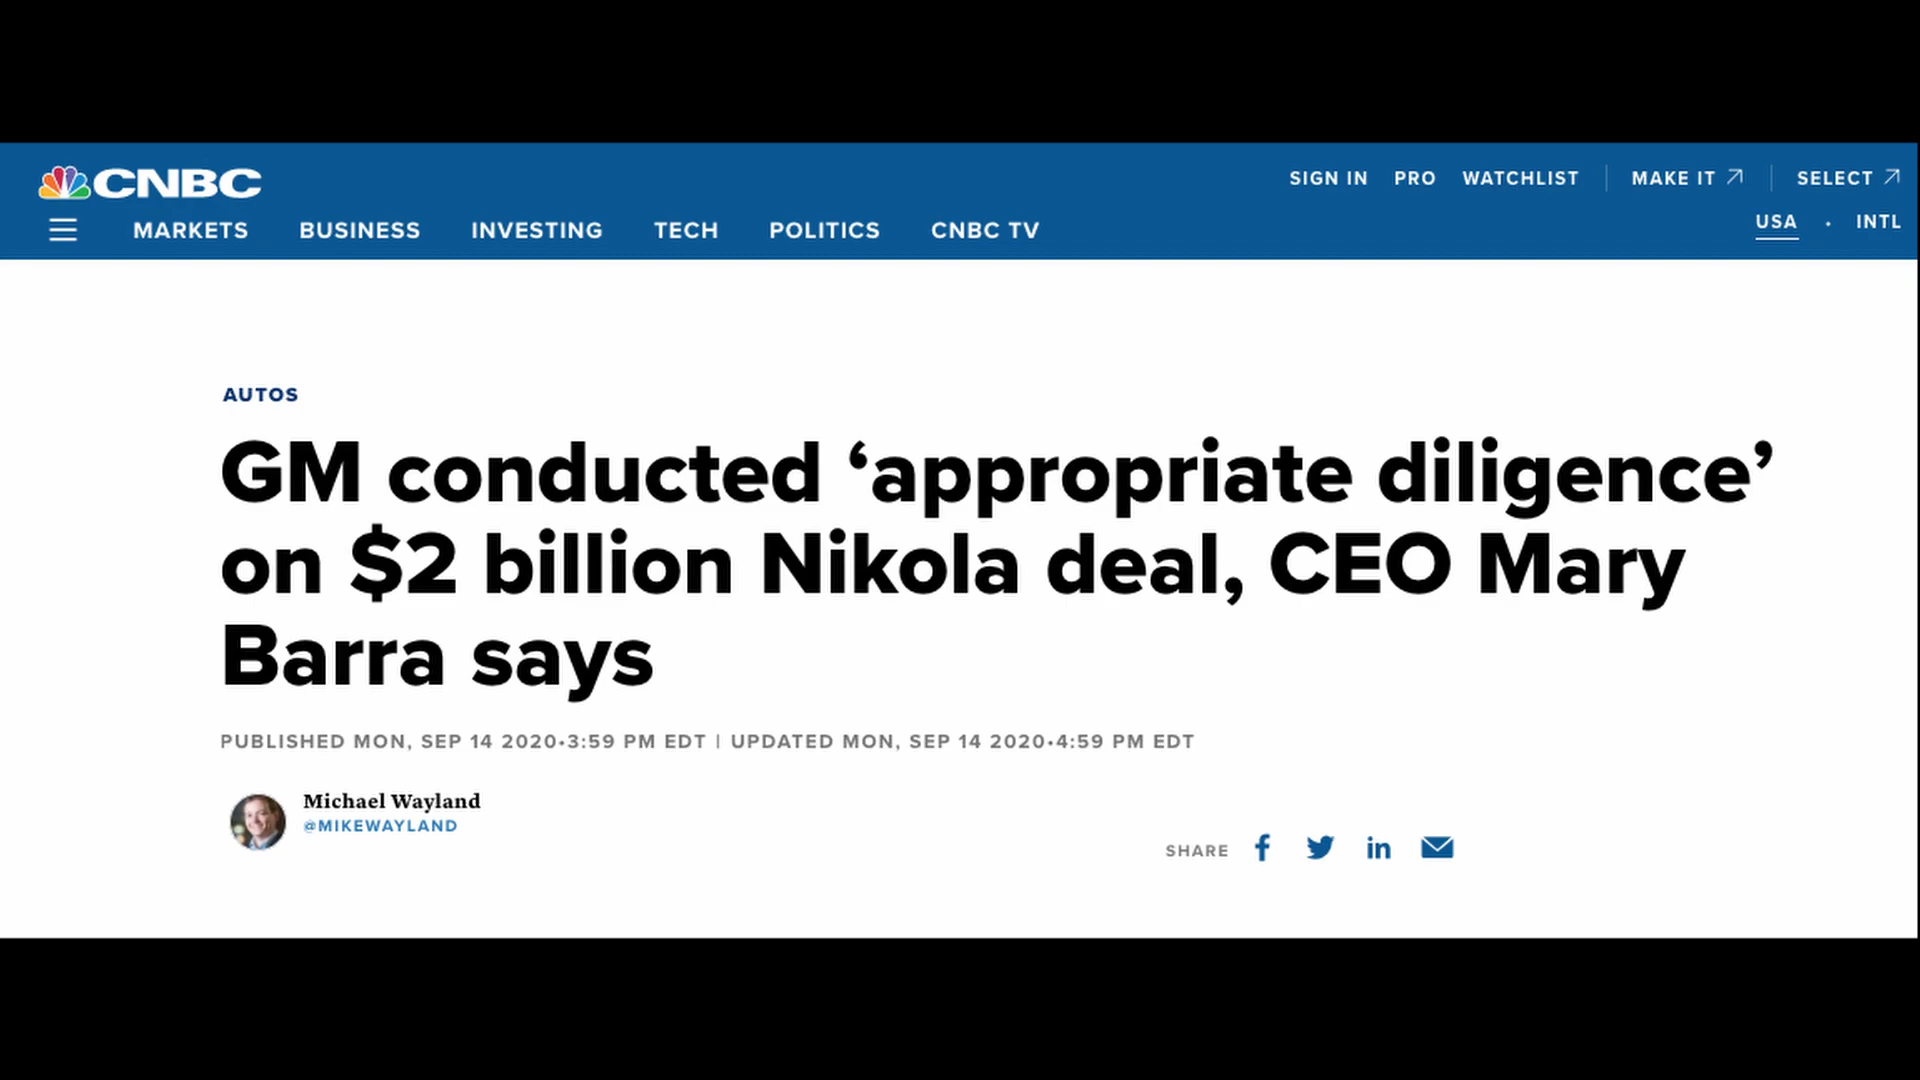 CNBC
SIGN IN PRO WATCHLIST MAKE IT SELECT
USA • INTL
MARKETS BUSINESS INVESTING TECH POLITICS CNBC TV
AUTOS
GM conducted ‘appropriate diligence’
on $2 billion Nikola deal, CEO Mary
Barra says
PUBLISHED MON, SEP 14 2020•3:59 PM EDT | UPDATED MON, SEP 14 2020•4:59 PM EDT
Michael Wayland
@MIKEWAYLAND
SHARE